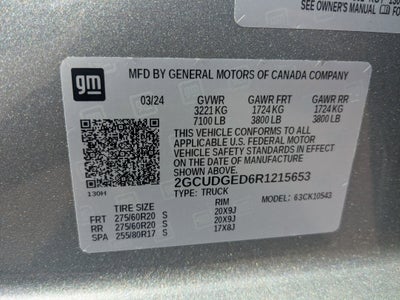 SEE OWNER'S MANUAL
gm
MFD BY GENERAL MOTORS OF CANADA COMPANY
03/24 GVWR GAWR FRT GAWR RR
3221 KG 1724 KG 1724 KG
7100 LB 3800 LB 3800 LB
THIS VEHICLE CONFORMS TO ALL
APPLICABLE U.S. FEDERAL MOTOR
VEHICLE SAFETY STANDARDS IN
EFFECT ON THE DATE OF
MANUFACTURE SHOWN ABOVE.
2GCUDGED6R1215653
TYPE: TRUCK MODEL: 63CK10543
130H
TIRE SIZE RIM
FRT 275/60R20 S 20X9J
RR 275/60R20 S 20X9J
SPA 255/80R17 S 17X8J